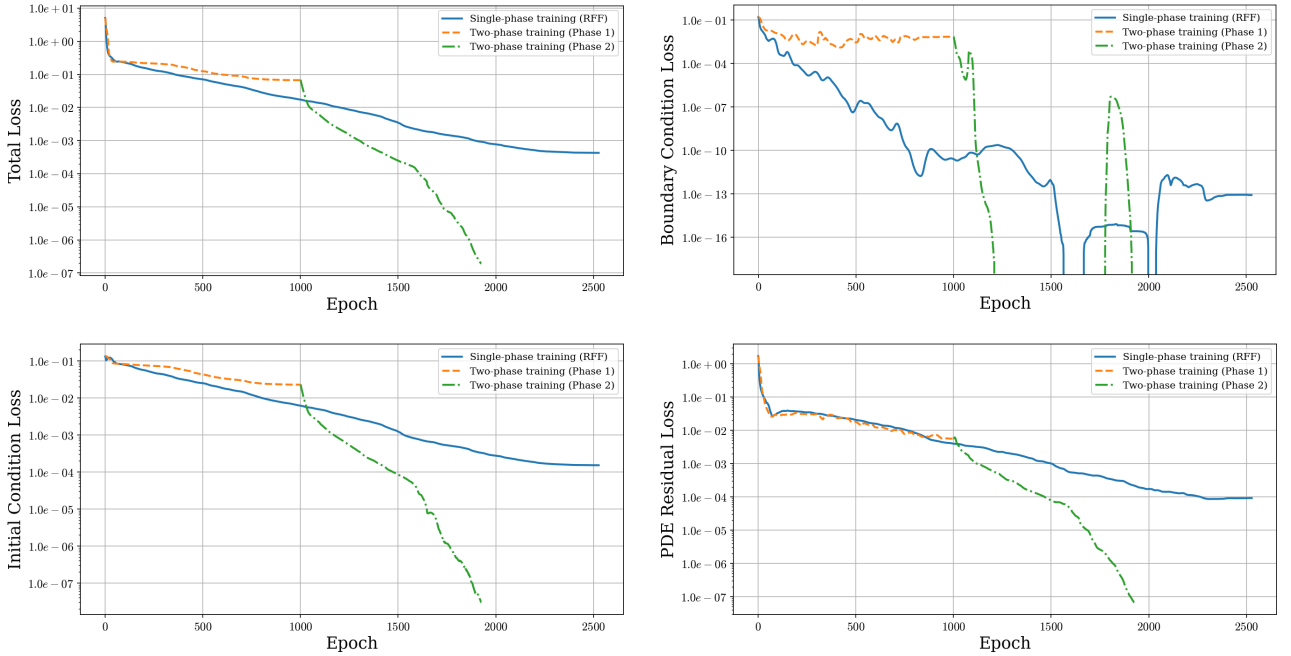 Total Loss
1.0e + 01
1.0e + 00
1.0e − 01
1.0e − 02
1.0e − 03
1.0e − 04
1.0e − 05
1.0e − 06
1.0e − 07
Single-phase training (RFF)
Two-phase training (Phase 1)
Two-phase training (Phase 2)
0 500 1000 1500 2000 2500
Epoch
Boundary Condition Loss
1.0e − 01
1.0e − 04
1.0e − 07
1.0e − 10
1.0e − 13
1.0e − 16
Single-phase training (RFF)
Two-phase training (Phase 1)
Two-phase training (Phase 2)
0 500 1000 1500 2000 2500
Epoch
Initial Condition Loss
1.0e − 01
1.0e − 02
1.0e − 03
1.0e − 04
1.0e − 05
1.0e − 06
1.0e − 07
Single-phase training (RFF)
Two-phase training (Phase 1)
Two-phase training (Phase 2)
0 500 1000 1500 2000 2500
Epoch
PDE Residual Loss
1.0e + 00
1.0e − 01
1.0e − 02
1.0e − 03
1.0e − 04
1.0e − 05
1.0e − 06
1.0e − 07
Single-phase training (RFF)
Two-phase training (Phase 1)
Two-phase training (Phase 2)
0 500 1000 1500 2000 2500
Epoch